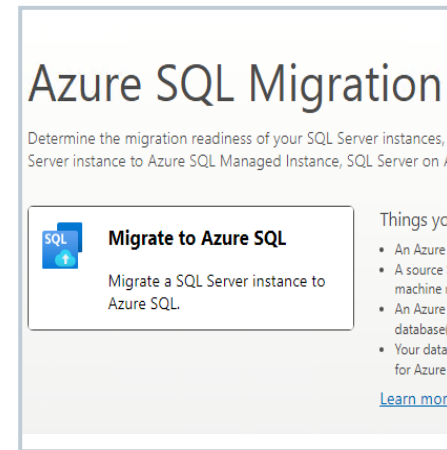 Azure SQL Migration
Determine the migration readiness of your SQL Server instances,
Server instance to Azure SQL Managed Instance, SQL Server on A
SQL
Migrate to Azure SQL
Migrate a SQL Server instance to
Azure SQL.
Things yo
• An Azure
• A source
machine
• An Azure
database
• Your data
for Azure
Learn mor